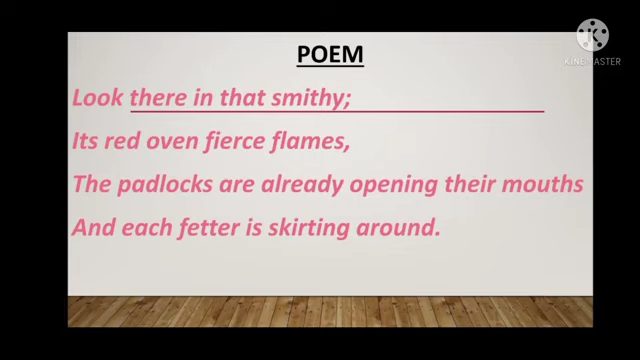 POEM
KINEMASTER
Look there in that smithy;
Its red oven fierce flames,
The padlocks are already opening their mouths
And each fetter is skirting around.